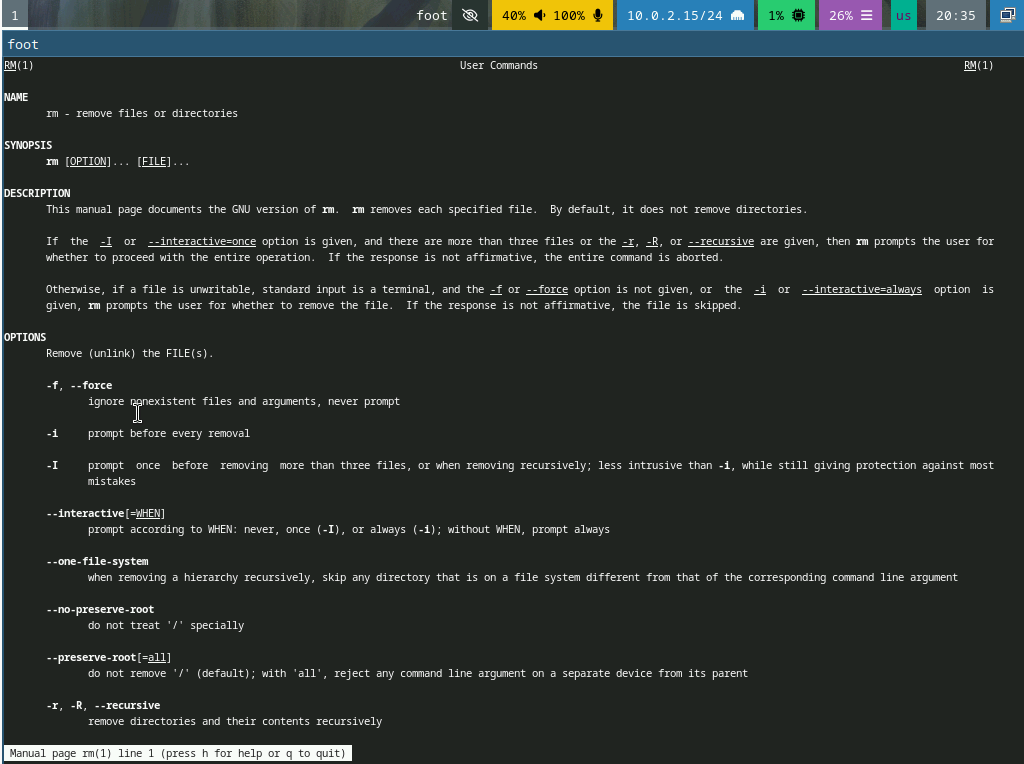 1 foot 40% 100% 10.0.2.15/24 1% 26% us 20:35
foot
RM(1) User Commands RM(1)
NAME
rm - remove files or directories
SYNOPSIS
rm [OPTION]... [FILE]...
DESCRIPTION
This manual page documents the GNU version of rm. rm removes each specified file. By default, it does not remove directories.
If the -I or --interactive=once option is given, and there are more than three files or the -r, -R, or --recursive are given, then rm prompts the user for
whether to proceed with the entire operation. If the response is not affirmative, the entire command is aborted.
Otherwise, if a file is unwritable, standard input is a terminal, and the -f or --force option is not given, or the -i or --interactive=always option is
given, rm prompts the user for whether to remove the file. If the response is not affirmative, the file is skipped.
OPTIONS
Remove (unlink) the FILE(s).
-f, --force
ignore nonexistent files and arguments, never prompt
-i prompt before every removal
-I prompt once before removing more than three files, or when removing recursively; less intrusive than -i, while still giving protection against most
mistakes
--interactive[=WHEN]
prompt according to WHEN: never, once (-I), or always (-i); without WHEN, prompt always
--one-file-system
when removing a hierarchy recursively, skip any directory that is on a file system different from that of the corresponding command line argument
--no-preserve-root
do not treat '/' specially
--preserve-root[=all]
do not remove '/' (default); with 'all', reject any command line argument on a separate device from its parent
-r, -R, --recursive
remove directories and their contents recursively
Manual page rm(1) line 1 (press h for help or q to quit)